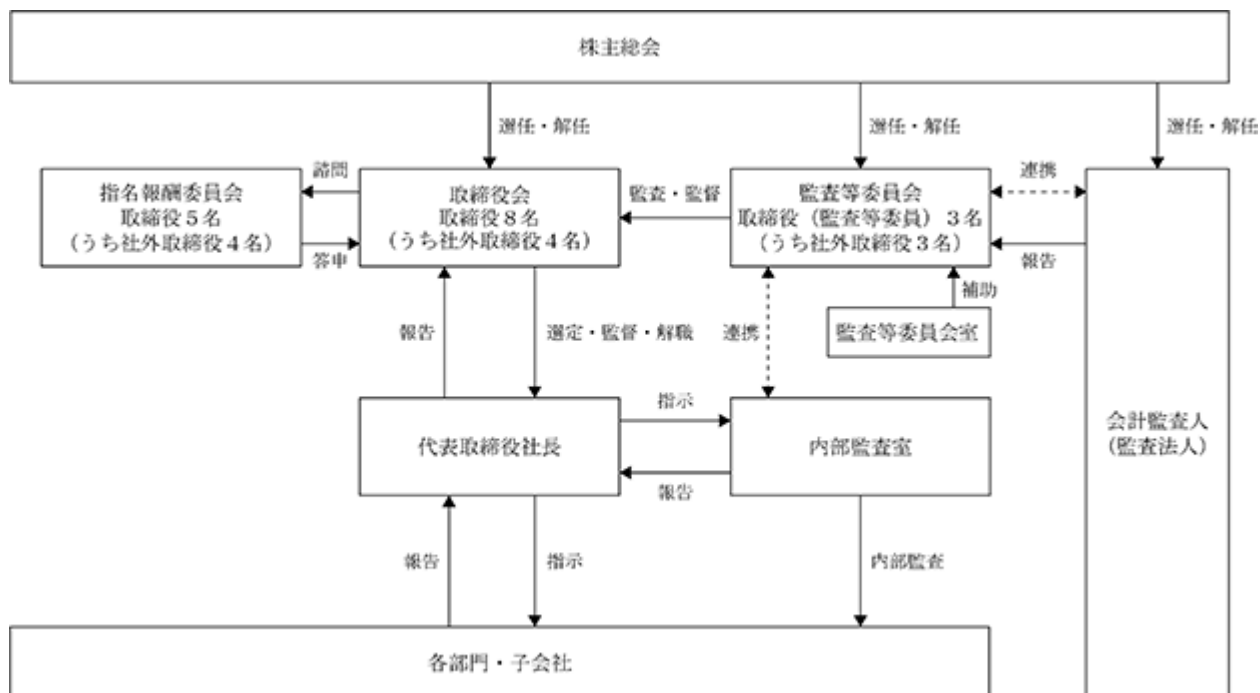 株主総会
選任・解任
選任・解任
選任・解任
諮問
連携
指名報酬委員会
取締役5名
（うち社外取締役4名）
取締役会
取締役8名
（うち社外取締役4名）
監査・監督
監査等委員会
取締役（監査等委員）3名
（うち社外取締役3名）
答申
報告
補助
監査等委員会室
報告
選定・監督・解職
連携
指示
代表取締役社長
内部監査室
会計監査人
（監査法人）
報告
報告
指示
内部監査
各部門・子会社